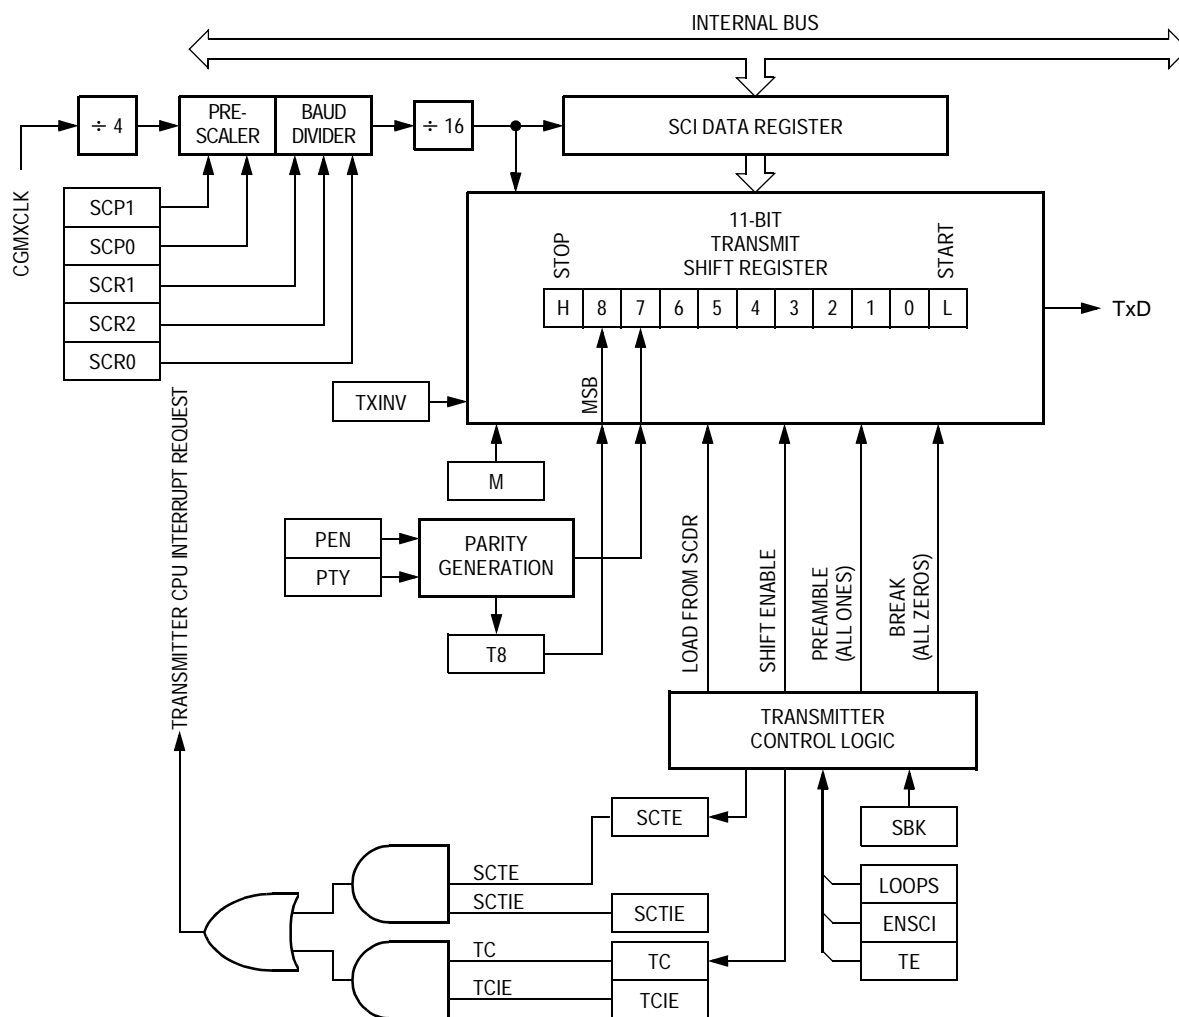 INTERNAL BUS
÷ 4
PRE-
SCALER
BAUD
DIVIDER
÷ 16
SCI DATA REGISTER
CGMXCLK
SCP1
SCP0
SCR1
SCR2
SCR0
11-BIT
TRANSMIT
SHIFT REGISTER
STOP
START
H 8 7 6 5 4 3 2 1 0 L
TxD
TXINV
MSB
M
PEN
PTY
PARITY
GENERATION
T8
LOAD FROM SCDR
SHIFT ENABLE
PREAMBLE
(ALL ONES)
BREAK
(ALL ZEROS)
TRANSMITTER CPU INTERRUPT REQUEST
TRANSMITTER
CONTROL LOGIC
SCTE
SBK
SCTE
SCTIE
SCTIE
LOOPS
ENSCI
TE
TC
TC
TCIE
TCIE